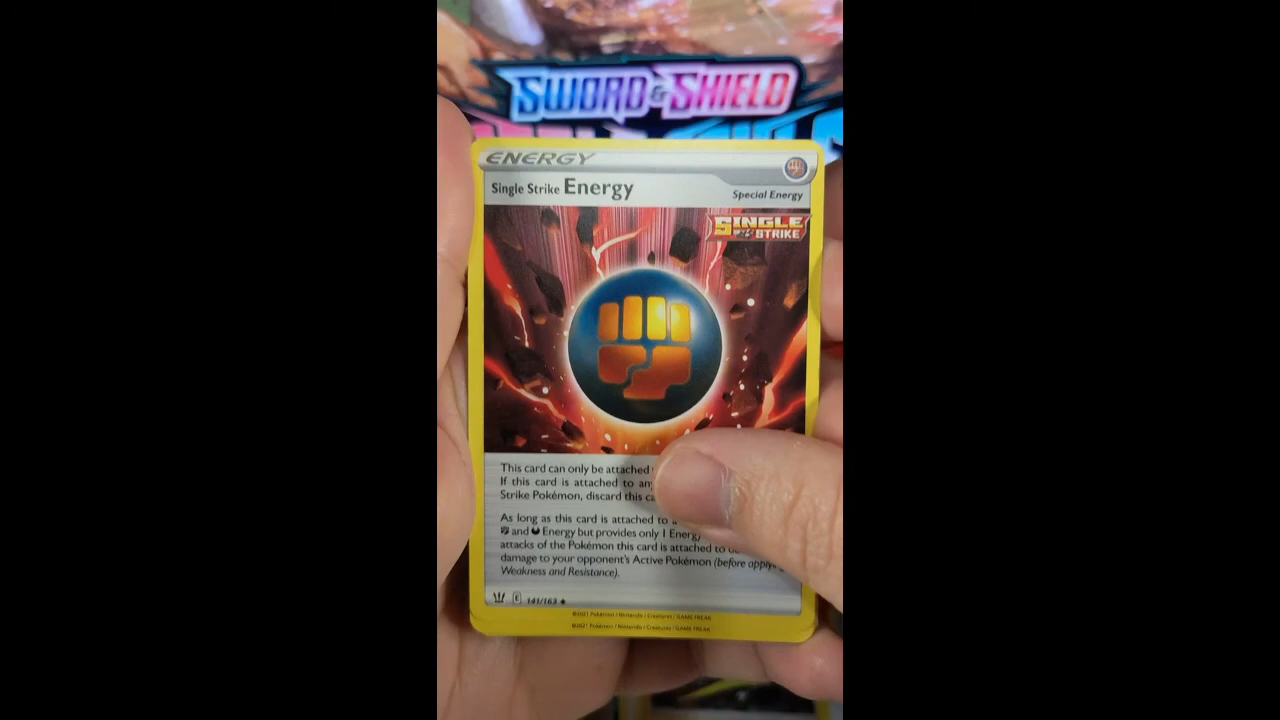 SWORD & SHIELD
ENERGY
Single Strike Energy
Special Energy
SINGLE
STRIKE
This card can only be attached
If this card is attached to
Strike Pokémon, discard this
As long as this card is attached to
and Energy but provides only 1 Energy
attacks of the Pokémon this card is attached to
damage to your opponent's Active Pokémon (before applying
Weakness and Resistance).
E 141/163
©2021 Pokémon / Nintendo / Creatures / GAME FREAK
©2021 Pokémon / Nintendo / Creatures / GAME FREAK